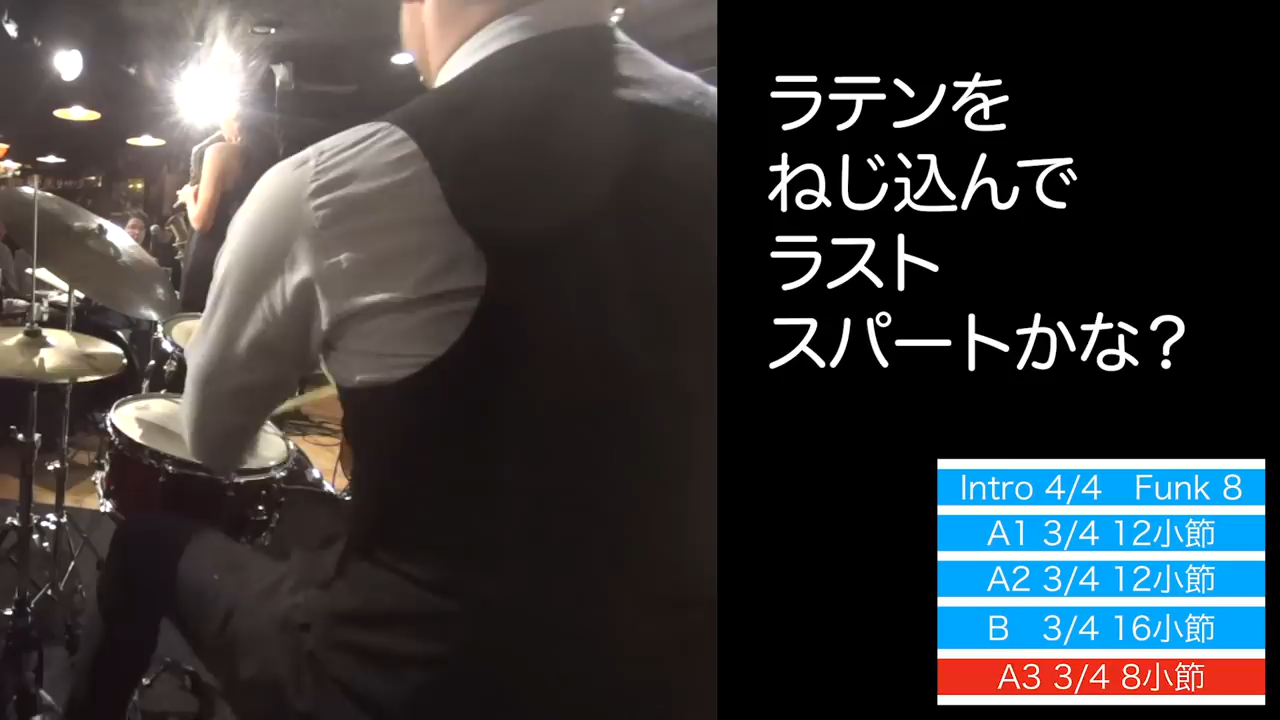 ラテンを
ねじ込んで
ラスト
スパートかな？
Intro 4/4　Funk 8
A1 3/4 12小節
A2 3/4 12小節
B　3/4 16小節
A3 3/4 8小節